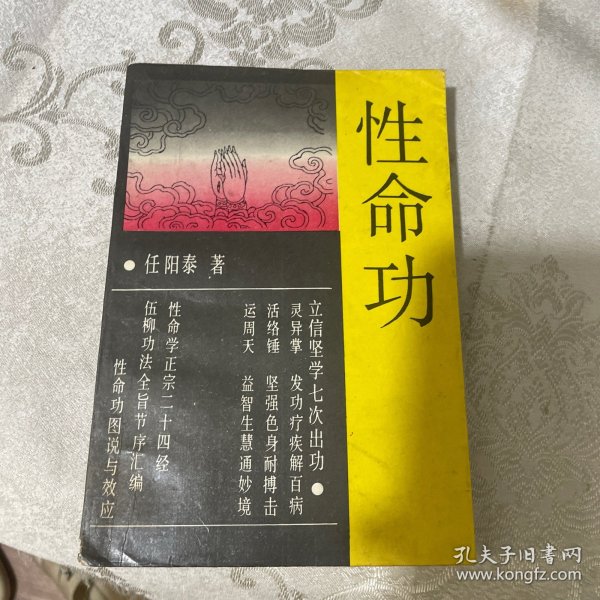 性命功
任阳泰 著
立信坚学七次出功
灵异掌 发功疗疾解百病
活络锤 坚强色身耐搏击
运周天 益智生慧通妙境
性命学正宗二十四经
伍柳功法全旨节序汇编
性命功图说与效应
孔夫子旧书网
www.kongfz.com